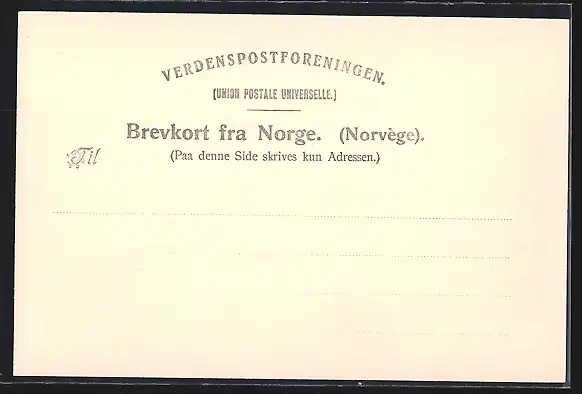 VERDENSPOSTFORENINGEN.
(UNION POSTALE UNIVERSELLE.)
Brevkort fra Norge. (Norvège).
(Paa denne Side skrives kun Adressen.)
Til